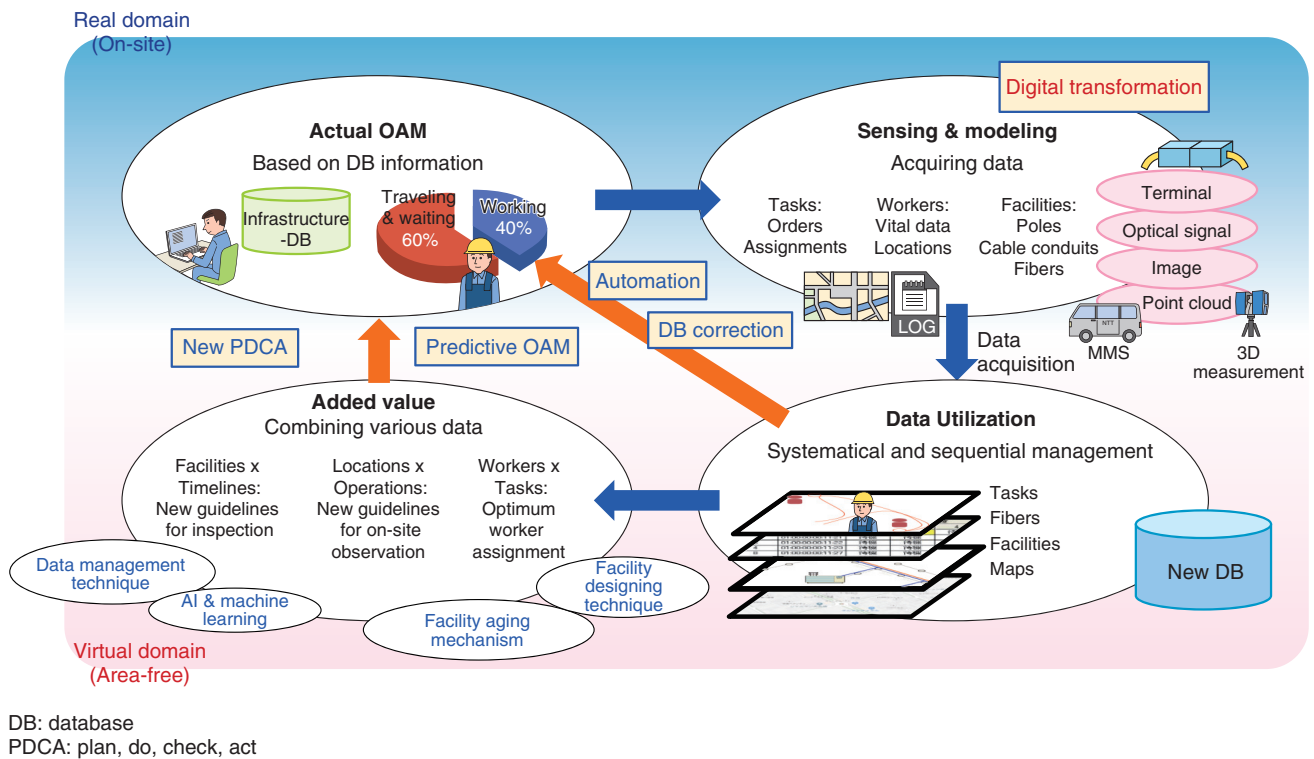 Real domain
(On-site)
Digital transformation
Actual OAM
Based on DB information
Infrastructure
-DB
Traveling
& waiting
60%
Working
40%
Sensing & modeling
Acquiring data
Tasks:
Orders
Assignments
Workers:
Vital data
Locations
Facilities:
Poles
Cable conduits
Fibers
Terminal
Optical signal
Image
Point cloud
LOG
NTT
MMS
3D
measurement
Automation
DB correction
New PDCA
Predictive OAM
Data
acquisition
Added value
Combining various data
Facilities x
Timelines:
New guidelines
for inspection
Locations x
Operations:
New guidelines
for on-site
observation
Workers x
Tasks:
Optimum
worker
assignment
Data Utilization
Systematical and sequential management
Tasks
Fibers
Facilities
Maps
New DB
Data management
technique
AI & machine
learning
Facility aging
mechanism
Facility
designing
technique
Virtual domain
(Area-free)
DB: database
PDCA: plan, do, check, act